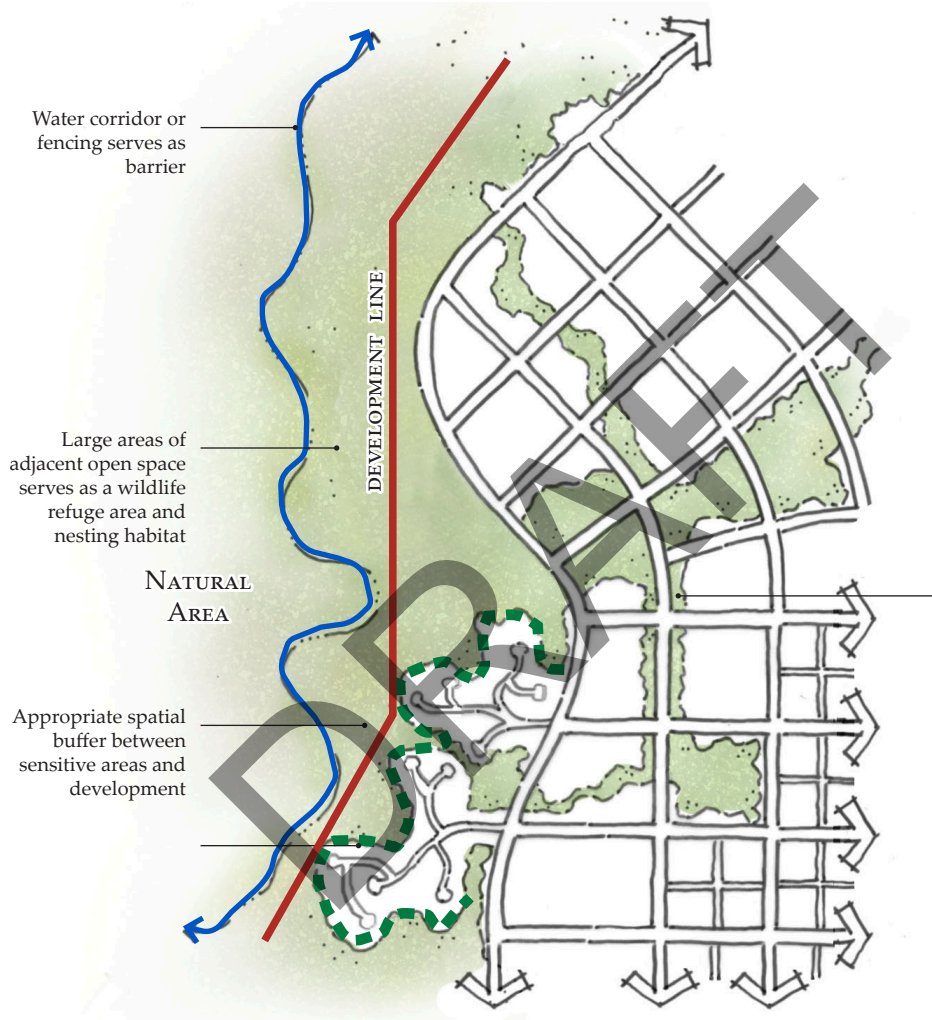 Water corridor or
fencing serves as
barrier
DEVELOPMENT LINE
Large areas of
adjacent open space
serves as a wildlife
refuge area and
nesting habitat
NATURAL
AREA
Appropriate spatial
buffer between
sensitive areas and
development
DRAFT